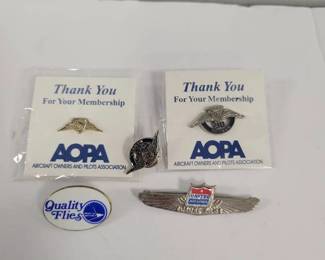 Thank You
For Your Membership
AOPA
AIRCRAFT OWNERS AND PILOTS ASSOCIATION
Thank You
For Your Membership
AOPA
AIRCRAFT OWNERS AND PILOTS ASSOCIATION
Quality
Flies